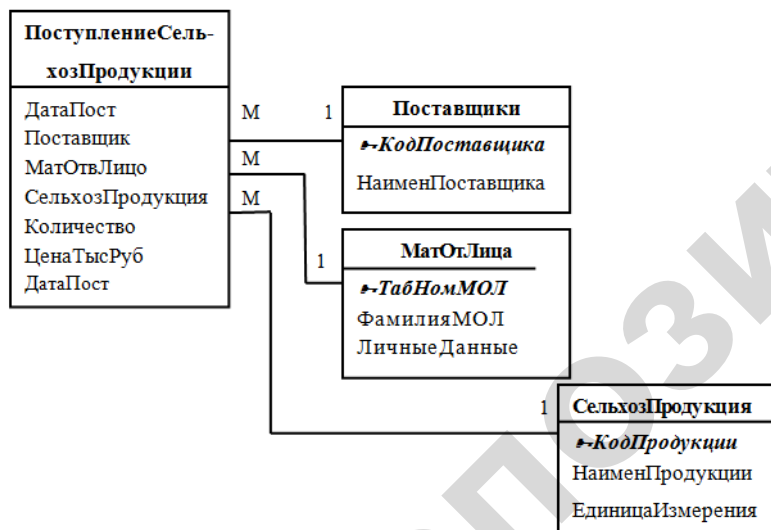 ПоступлениеСель-
хозПродукции
ДатаПост
Поставщик
МатОтвЛицо
СельхозПродукция
Количество
ЦенаТысРуб
ДатаПост
М
1
М
М
1
1
Поставщики
КодПоставщика
НаименПоставщика
МатОтЛица
ТабНомМОЛ
ФамилияМОЛ
ЛичныеДанные
СельхозПродукция
КодПродукции
НаименПродукции
ЕдиницаИзмерения
позит